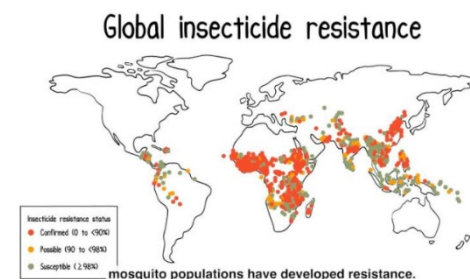 Global insecticide resistance
Insecticide resistance status
Confirmed (0 to <90%)
Possible (90 to <98%)
Susceptible (≥98%)
mosquito populations have developed resistance.